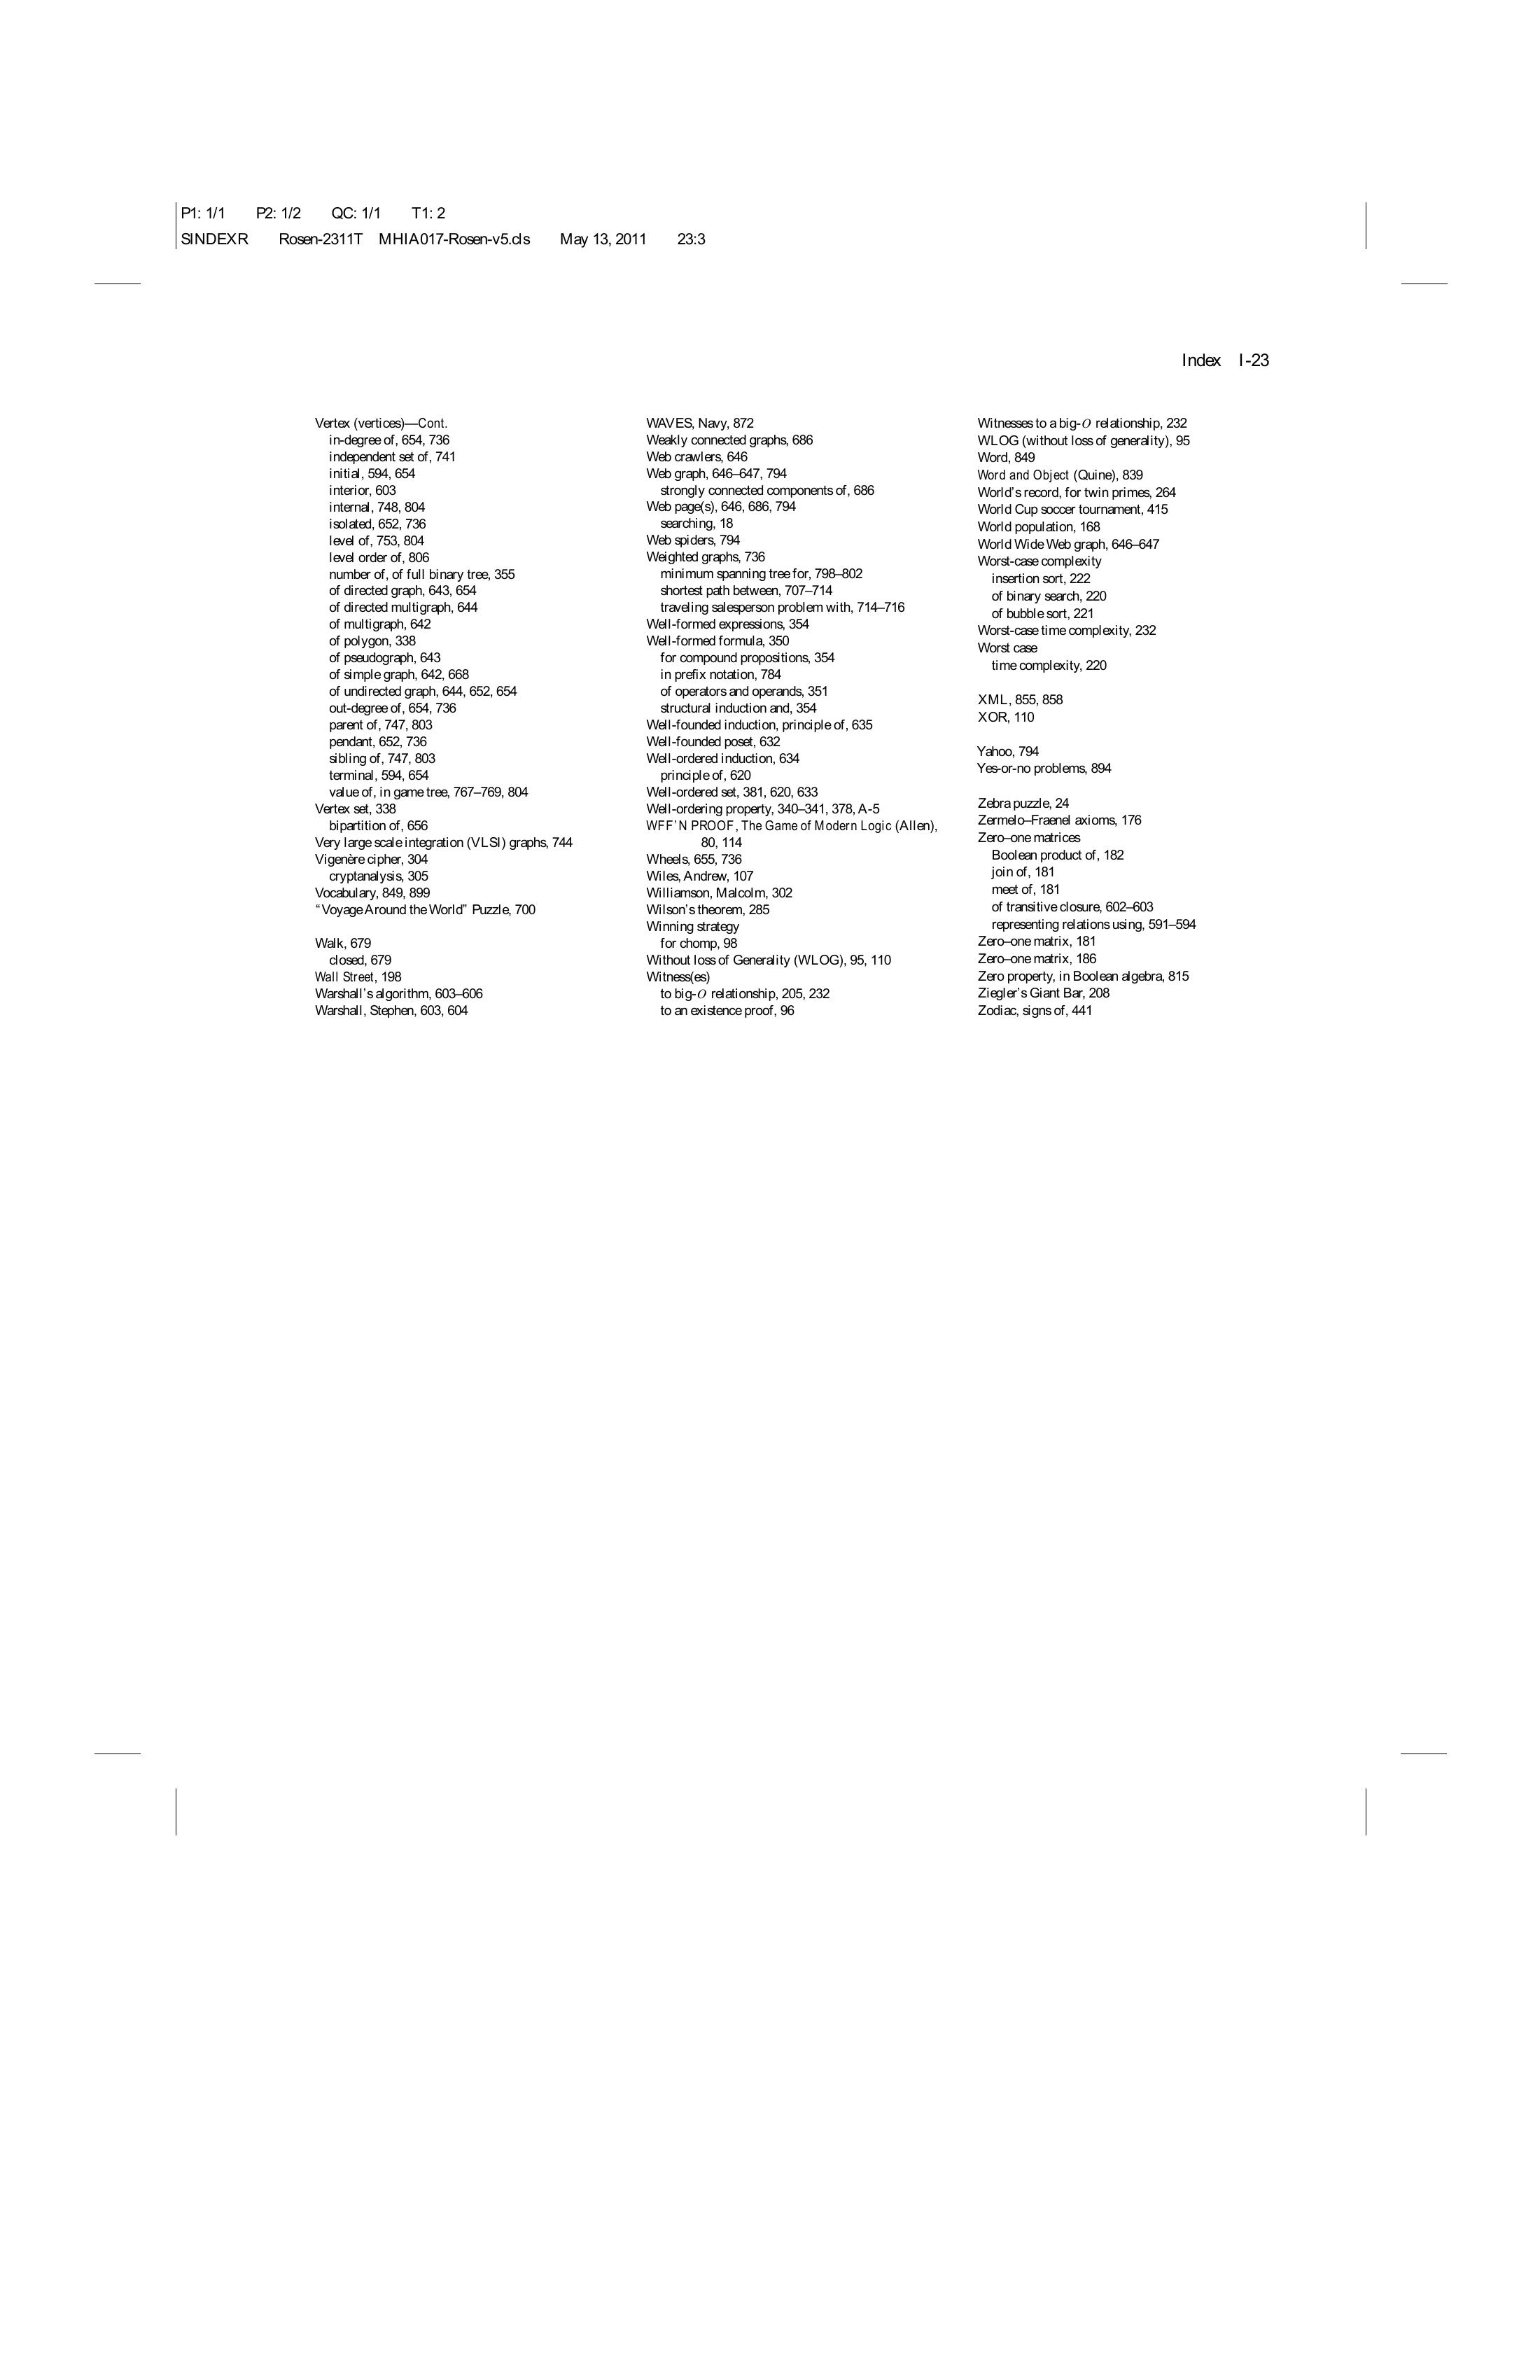 P1: 1/1 P2: 1/2 QC: 1/1 T1: 2
SINDEXR Rosen-2311T MHIA017-Rosen-v5.cls May 13, 2011 23:3
Index I-23
Vertex (vertices)—Cont.
in-degree of, 654, 736
independent set of, 741
initial, 594, 654
interior, 603
internal, 748, 804
isolated, 652, 736
level of, 753, 804
level order of, 806
number of, of full binary tree, 355
of directed graph, 643, 654
of directed multigraph, 644
of multigraph, 642
of polygon, 338
of pseudograph, 643
of simple graph, 642, 668
of undirected graph, 644, 652, 654
out-degree of, 654, 736
parent of, 747, 803
pendant, 652, 736
sibling of, 747, 803
terminal, 594, 654
value of, in game tree, 767–769, 804
Vertex set, 338
bipartition of, 656
Very large scale integration (VLSI) graphs, 744
Vigenère cipher, 304
cryptanalysis, 305
Vocabulary, 849, 899
“Voyage Around the World” Puzzle, 700
Walk, 679
closed, 679
Wall Street, 198
Warshall’s algorithm, 603–606
Warshall, Stephen, 603, 604
WAVES, Navy, 872
Weakly connected graphs, 686
Web crawlers, 646
Web graph, 646–647, 794
strongly connected components of, 686
Web page(s), 646, 686, 794
searching, 18
Web spiders, 794
Weighted graphs, 736
minimum spanning tree for, 798–802
shortest path between, 707–714
traveling salesperson problem with, 714–716
Well-formed expressions, 354
Well-formed formula, 350
for compound propositions, 354
in prefix notation, 784
of operators and operands, 351
structural induction and, 354
Well-founded induction, principle of, 635
Well-founded poset, 632
Well-ordered induction, 634
principle of, 620
Well-ordered set, 381, 620, 633
Well-ordering property, 340–341, 378, A-5
WFF’N PROOF, The Game of Modern Logic (Allen),
80, 114
Wheels, 655, 736
Wiles, Andrew, 107
Williamson, Malcolm, 302
Wilson’s theorem, 285
Winning strategy
for chomp, 98
Without loss of Generality (WLOG), 95, 110
Witness(es)
to big-O relationship, 205, 232
to an existence proof, 96
Witnesses to a big-O relationship, 232
WLOG (without loss of generality), 95
Word, 849
Word and Object (Quine), 839
World’s record, for twin primes, 264
World Cup soccer tournament, 415
World population, 168
World Wide Web graph, 646–647
Worst-case complexity
insertion sort, 222
of binary search, 220
of bubble sort, 221
Worst-case time complexity, 232
Worst case
time complexity, 220
XML, 855, 858
XOR, 110
Yahoo, 794
Yes-or-no problems, 894
Zebra puzzle, 24
Zermelo–Fraenel axioms, 176
Zero–one matrices
Boolean product of, 182
join of, 181
meet of, 181
of transitive closure, 602–603
representing relations using, 591–594
Zero–one matrix, 181
Zero–one matrix, 186
Zero property, in Boolean algebra, 815
Ziegler’s Giant Bar, 208
Zodiac, signs of, 441